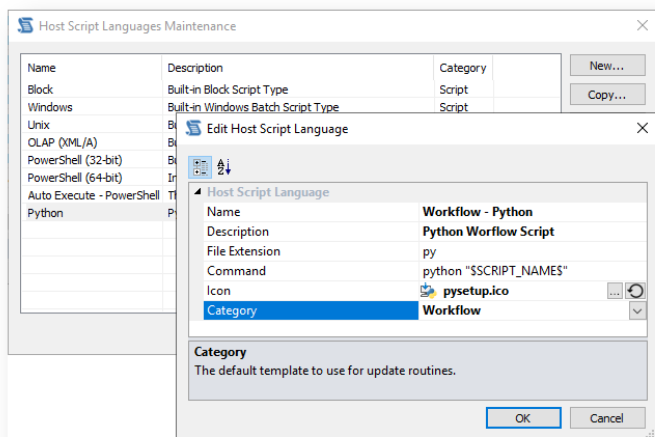 Host Script Languages Maintenance
Name Description Category
New...
Block Built-in Block Script Type Script
Copy...
Windows Built-in Windows Batch Script Type Script
Unix
OLAP (XML/A)
PowerShell (32-bit)
PowerShell (64-bit)
Auto Execute - PowerShell
Python
Edit Host Script Language
Host Script Language
Name Workflow - Python
Description Python Worflow Script
File Extension py
Command python "$SCRIPT_NAME$"
Icon pysetup.ico ...
Category Workflow
Category
The default template to use for update routines.
OK Cancel